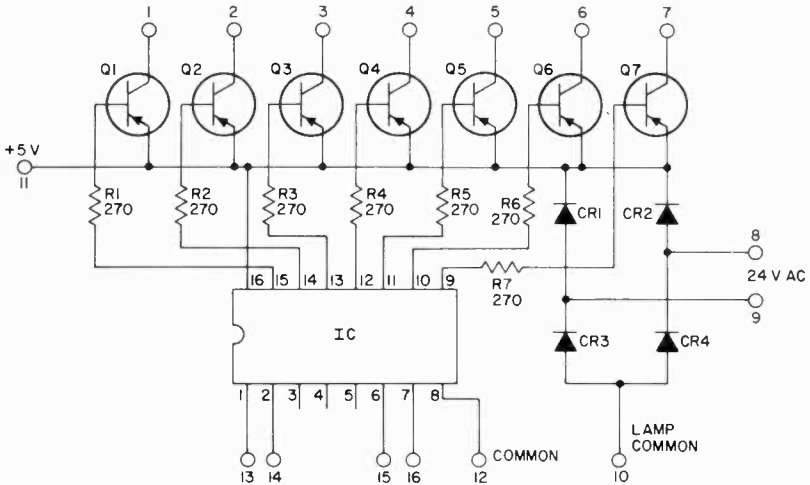 1 2 3 4 5 6 7
Q1 Q2 Q3 Q4 Q5 Q6 Q7
+5 V
11
R1 270
R2 270
R3 270
R4 270
R5 270
R6 270
CR1 CR2
8
24 V AC
9
16 15 14 13 12 11 10 9
R7 270
IC
CR3 CR4
1 2 3 4 5 6 7 8
LAMP
COMMON
COMMON
13 14 15 16 12 10